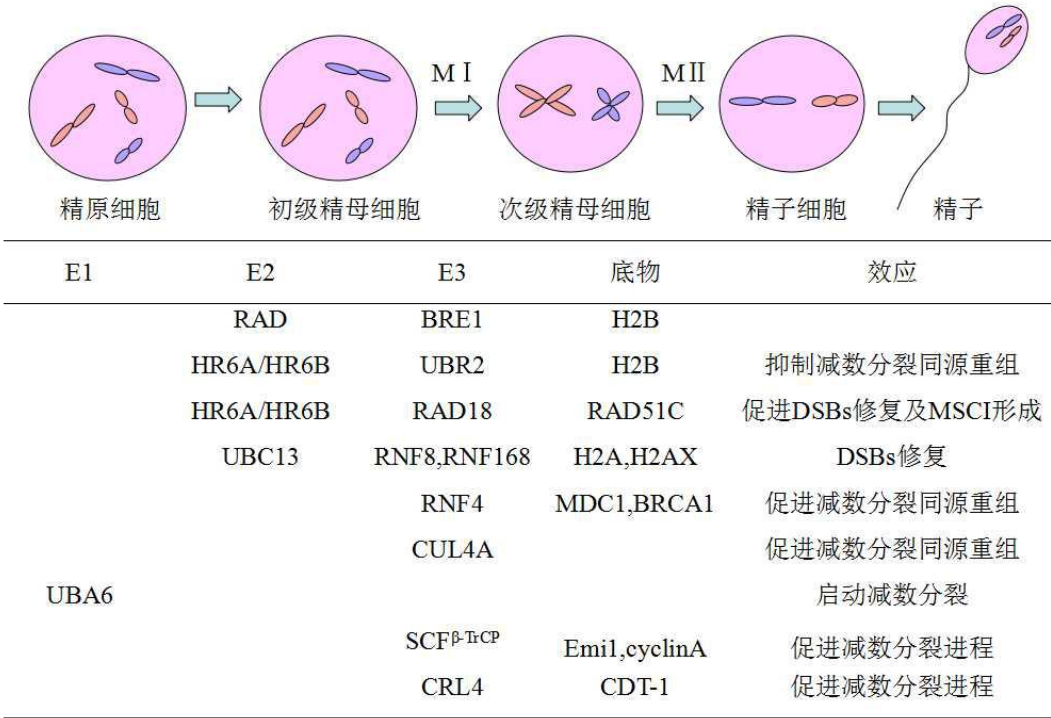 MⅠ MⅡ
精原细胞 初级精母细胞 次级精母细胞 精子细胞 精子
E1 E2 E3 底物 效应
RAD BRE1 H2B
HR6A/HR6B UBR2 H2B 抑制减数分裂同源重组
HR6A/HR6B RAD18 RAD51C 促进DSBs修复及MSCI形成
UBC13 RNF8,RNF168 H2A,H2AX DSBs修复
RNF4 MDC1,BRCA1 促进减数分裂同源重组
CUL4A 促进减数分裂同源重组
UBA6 启动减数分裂
SCFβ-TrCP Emi1,cyclinA 促进减数分裂进程
CRL4 CDT-1 促进减数分裂进程